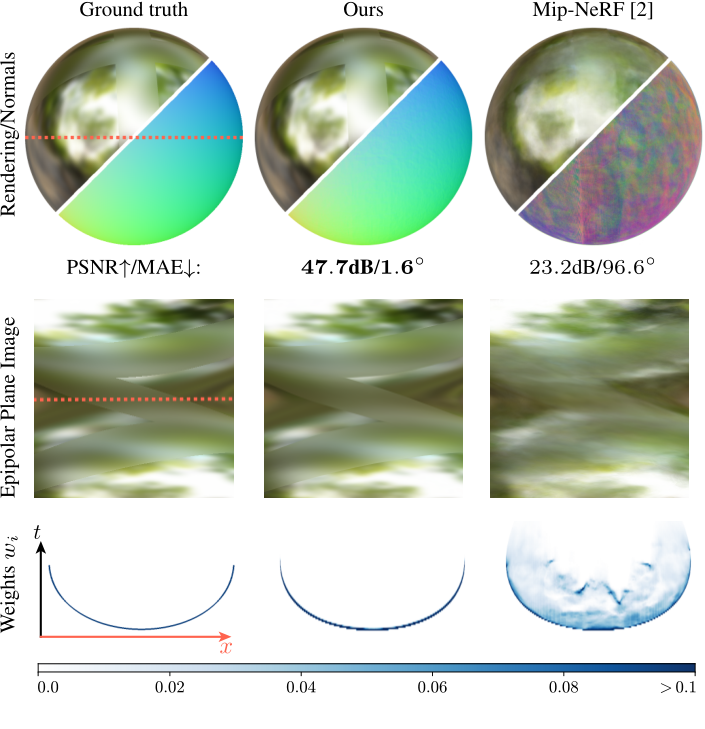 Ground truth
Ours
Mip-NeRF [2]
Rendering/Normals
PSNR↑/MAE↓:
47.7dB/1.6°
23.2dB/96.6°
Epipolar Plane Image
Weights wᵢ
t
x
0.0
0.02
0.04
0.06
0.08
> 0.1